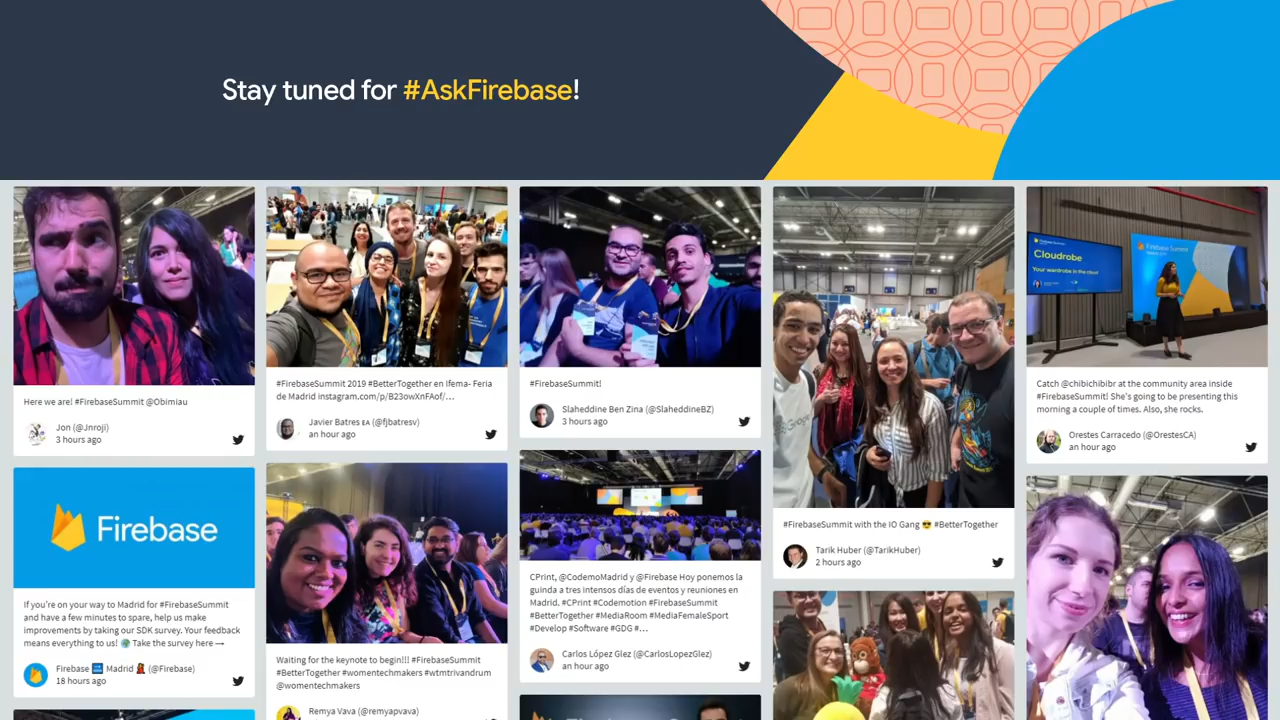 Stay tuned for #AskFirebase!
Here we are! #FirebaseSummit @Obimiau
Jon (@Jnroji)
3 hours ago
Firebase
If you're on your way to Madrid for #FirebaseSummit
and have a few minutes to spare, help us make
improvements by taking our SDK survey. Your feedback
means everything to us! 🌍 Take the survey here →
Firebase Madrid 💃 (@Firebase)
18 hours ago
#FirebaseSummit 2019 #BetterTogether en Ifema- Feria
de Madrid instagram.com/p/B23owXnFAof/…
Javier Batres ᴇᴀ (@fjbatresv)
an hour ago
Waiting for the keynote to begin!!! #FirebaseSummit
#BetterTogether #womentechmakers #wtmtrivandrum
@womentechmakers
Remya Vava (@remyapvava)
#FirebaseSummit!
Slaheddine Ben Zina (@SlaheddineBZ)
3 hours ago
CPrint, @CodemoMadrid y @Firebase Hoy ponemos la
guinda a tres intensos días de eventos y reuniones en
Madrid. #CPrint #Codemotion #FirebaseSummit
#BetterTogether #MediaRoom #MediaFemaleSport
#Develop #Software #GDG #…
Carlos López Glez (@CarlosLopezGlez)
an hour ago
#FirebaseSummit with the IO Gang 😎 #BetterTogether
Tarik Huber (@TarikHuber)
2 hours ago
Firebase Summit
Cloudrobe
Your wardrobe in the cloud
Firebase Summit
Catch @chibichibibr at the community area inside
#FirebaseSummit! She's going to be presenting this
morning a couple of times. Also, she rocks.
Orestes Carracedo (@OrestesCA)
an hour ago